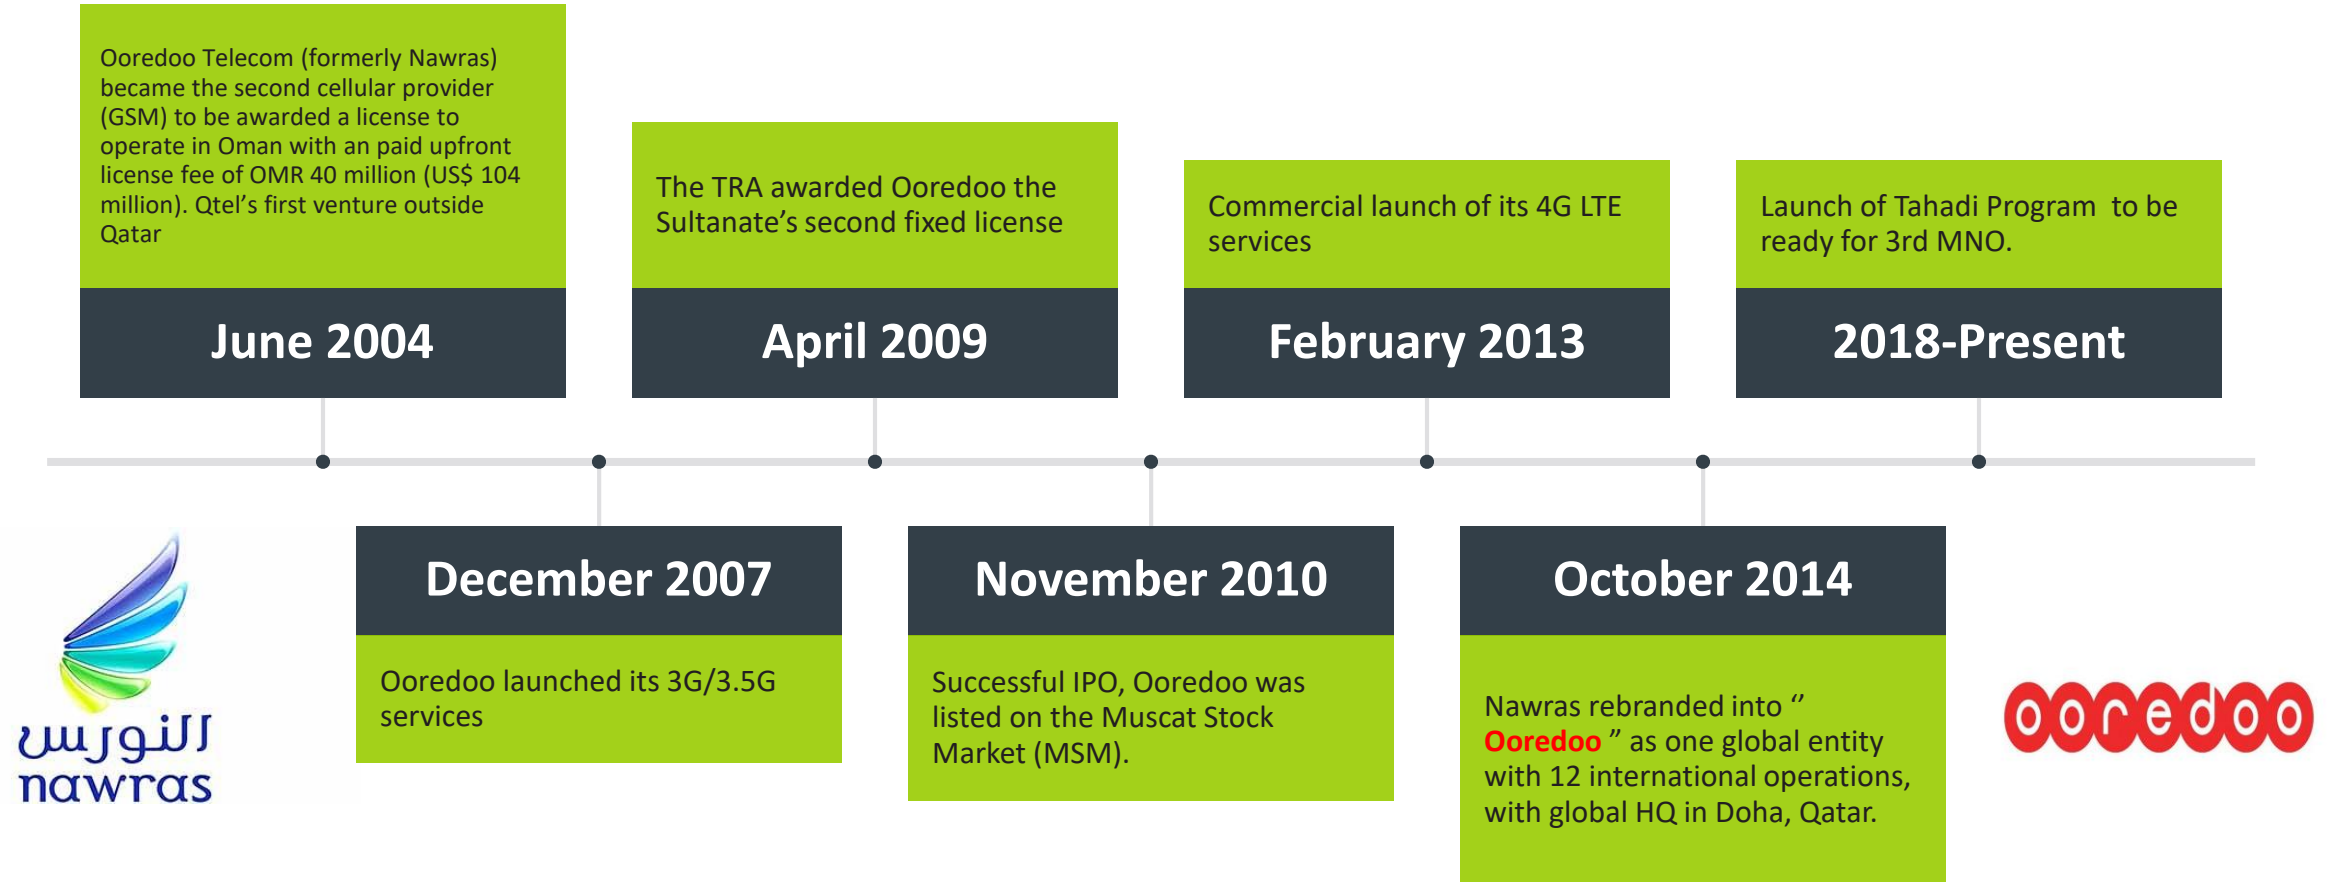 Ooredoo Telecom (formerly Nawras)
became the second cellular provider
(GSM) to be awarded a license to
operate in Oman with an paid upfront
license fee of OMR 40 million (US$ 104
million). Qtel’s first venture outside
Qatar
June 2004
December 2007
Ooredoo launched its 3G/3.5G
services
The TRA awarded Ooredoo the
Sultanate’s second fixed license
April 2009
November 2010
Successful IPO, Ooredoo was
listed on the Muscat Stock
Market (MSM).
Commercial launch of its 4G LTE
services
February 2013
October 2014
Nawras rebranded into ‘’
Ooredoo ” as one global entity
with 12 international operations,
with global HQ in Doha, Qatar.
Launch of Tahadi Program  to be
ready for 3rd MNO.
2018-Present
النورس
nawras
ooredoo